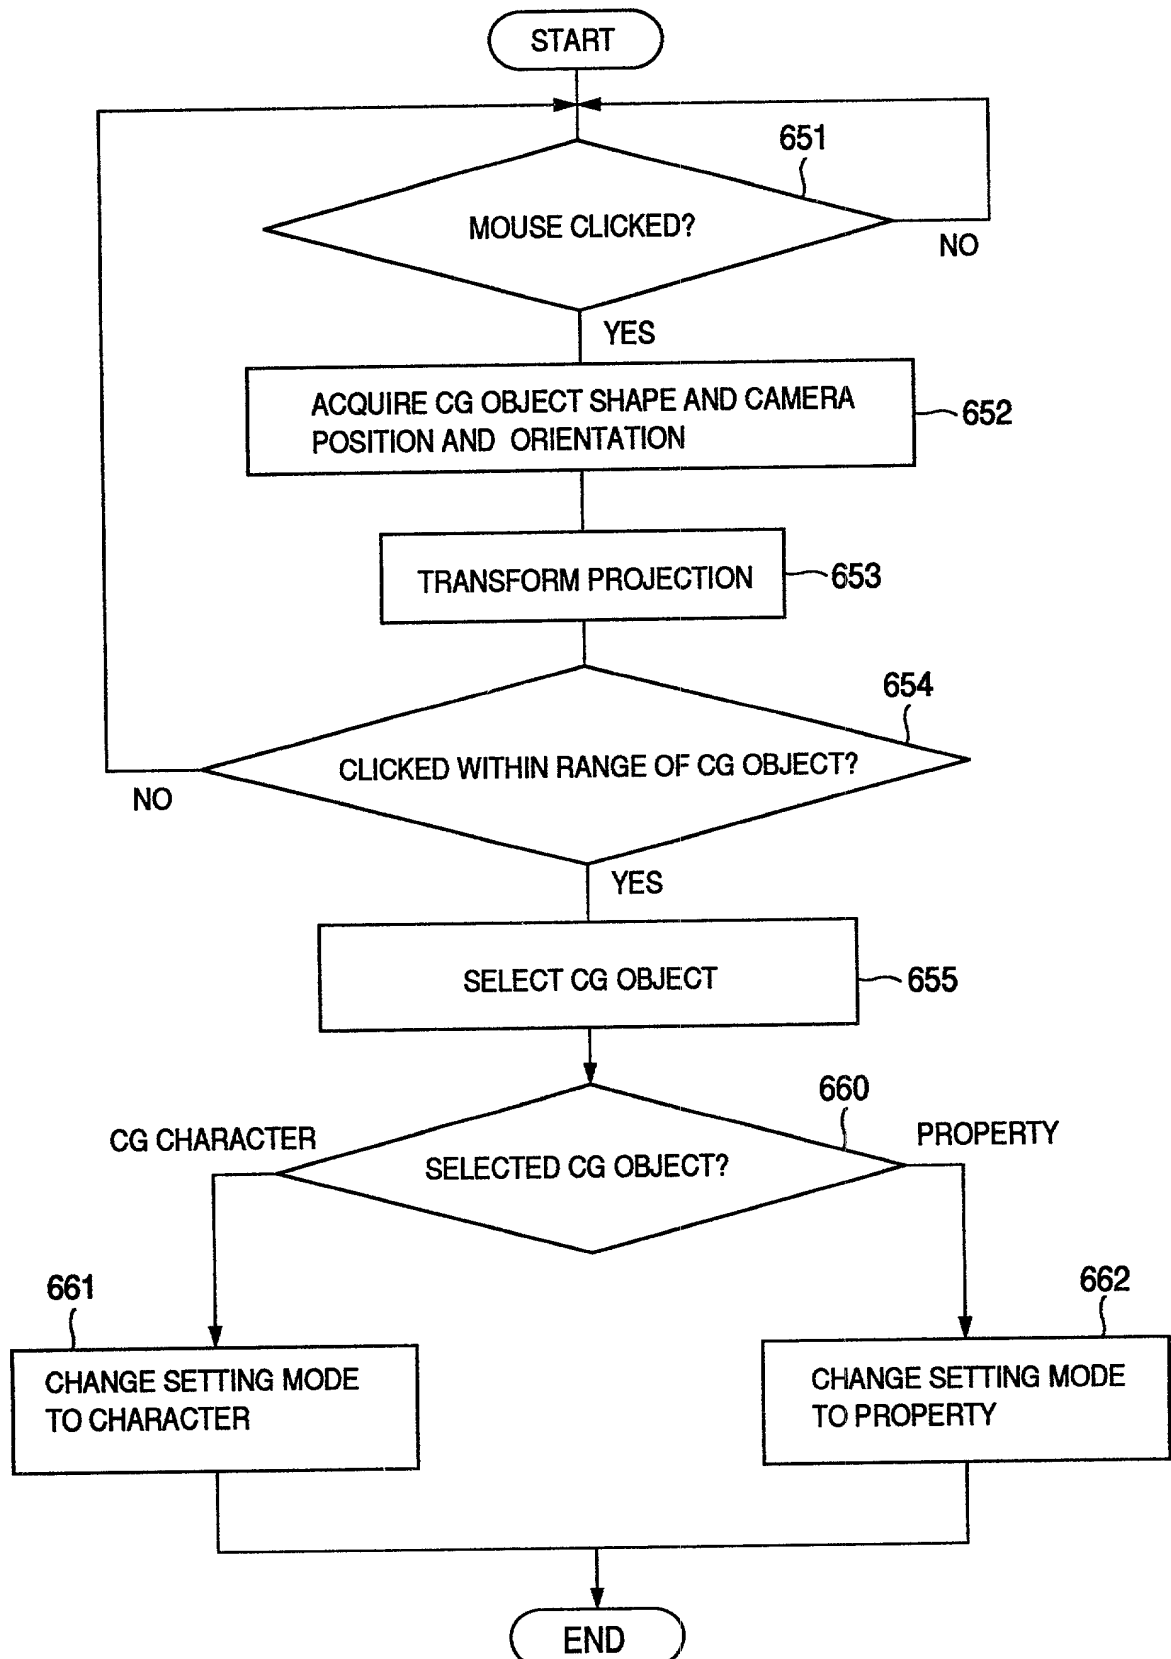 START
651
MOUSE CLICKED?
NO
YES
ACQUIRE CG OBJECT SHAPE AND CAMERA
POSITION AND ORIENTATION
652
TRANSFORM PROJECTION
653
654
CLICKED WITHIN RANGE OF CG OBJECT?
NO
YES
SELECT CG OBJECT
655
660
CG CHARACTER
PROPERTY
SELECTED CG OBJECT?
661
662
CHANGE SETTING MODE
TO CHARACTER
CHANGE SETTING MODE
TO PROPERTY
END